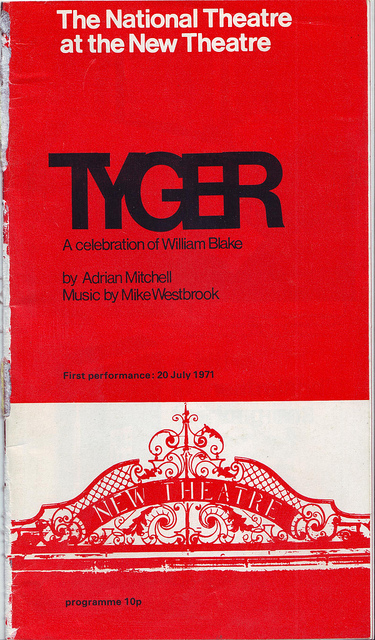 The National Theatre
at the New Theatre
TYGER
A celebration of William Blake
by Adrian Mitchell
Music by Mike Westbrook
First performance: 20 July 1971
NEW THEATRE
programme 10p